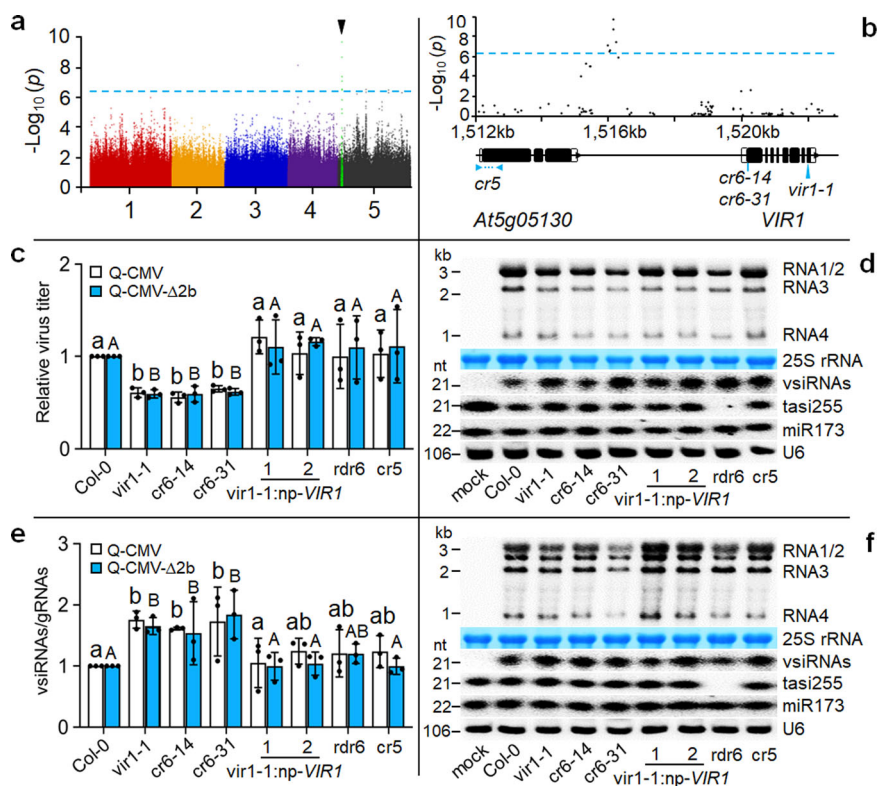 a
-Log10 (p)
10
8
6
4
2
0
1 2 3 4 5
b
-Log10 (p)
10
8
6
4
2
0
1,512kb 1,516kb 1,520kb
cr5
cr6-14
cr6-31
vir1-1
At5g05130 VIR1
c
Relative virus titer
2
1
0
Q-CMV
Q-CMV-Δ2b
a A b B b B b B a A a A a A a A
Col-0 vir1-1 cr6-14 cr6-31 1 2 rdr6 cr5
vir1-1:np-VIR1
d
kb
3 RNA1/2
2 RNA3
1 RNA4
nt 25S rRNA
21 vsiRNAs
21 tasi255
22 miR173
106 U6
mock Col-0 vir1-1 cr6-14 cr6-31 1 2 rdr6 cr5
vir1-1:np-VIR1
e
vsiRNAs/gRNAs
3
2
1
0
Q-CMV
Q-CMV-Δ2b
a A b B b B b B a A ab A ab AB ab A
Col-0 vir1-1 cr6-14 cr6-31 1 2 rdr6 cr5
vir1-1:np-VIR1
f
kb
3 RNA1/2
2 RNA3
1 RNA4
nt 25S rRNA
21 vsiRNAs
21 tasi255
22 miR173
106 U6
mock Col-0 vir1-1 cr6-14 cr6-31 1 2 rdr6 cr5
vir1-1:np-VIR1